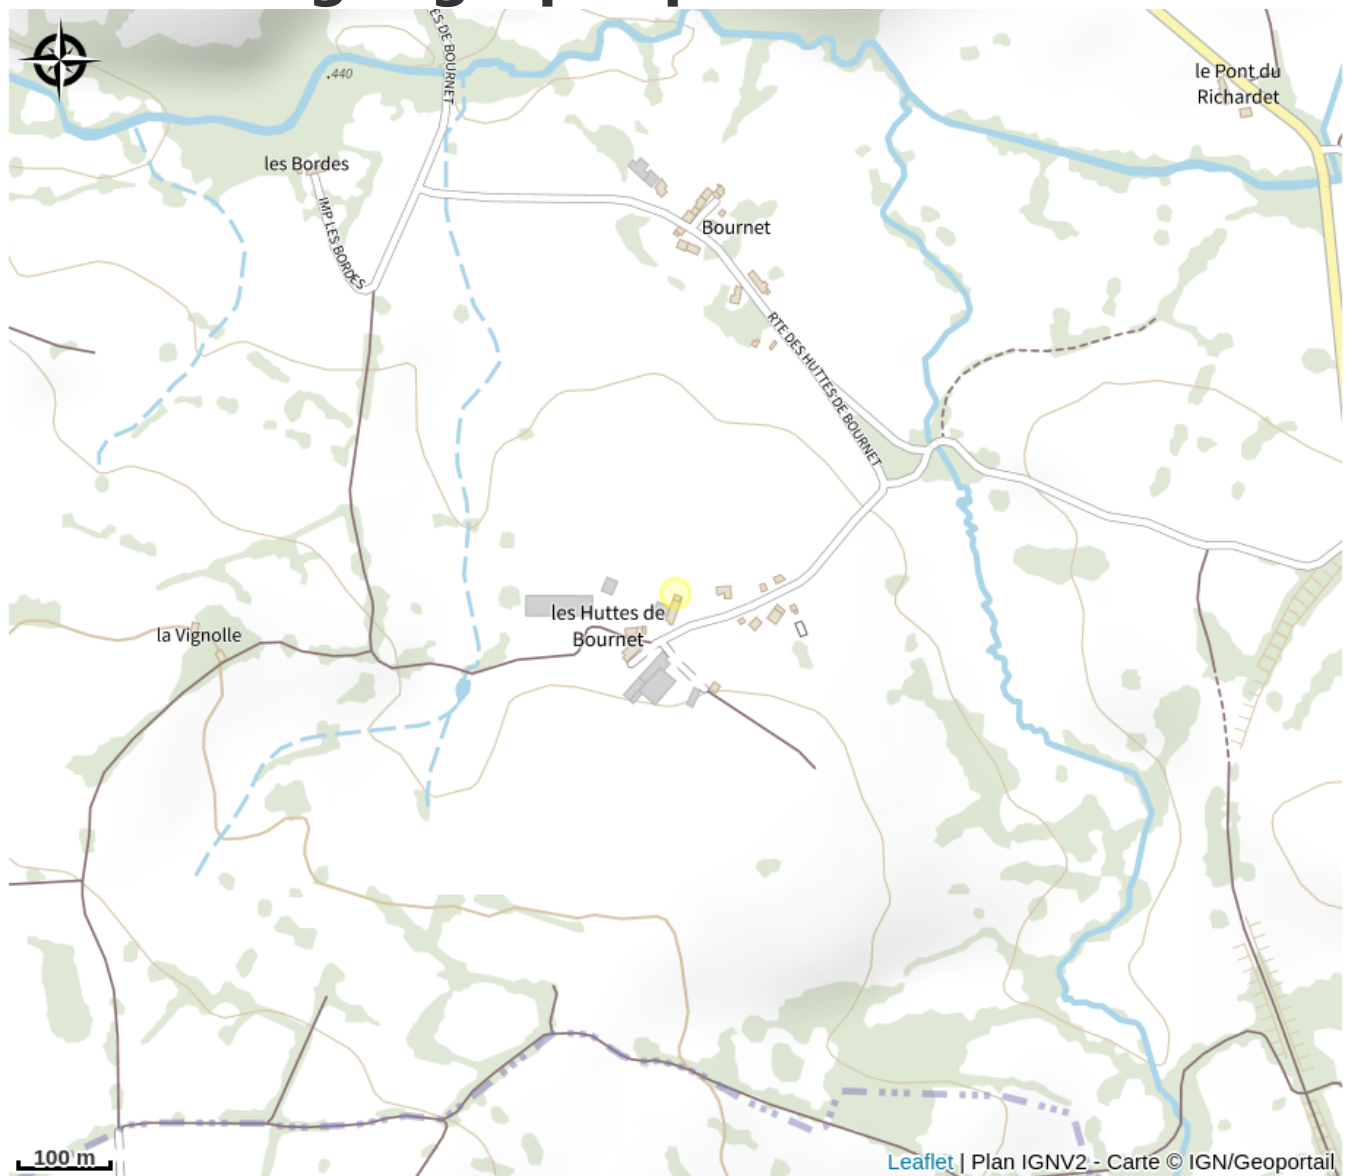 ES DE BOURNET
.440
le Pont du
Richardet
les Bordes
IMP LES BORDES
Bournet
RTE DES HUTTES DE BOURNET
les Huttes de
Bournet
la Vignolle
100 m
Leaflet | Plan IGNV2 - Carte © IGN/Geoportail